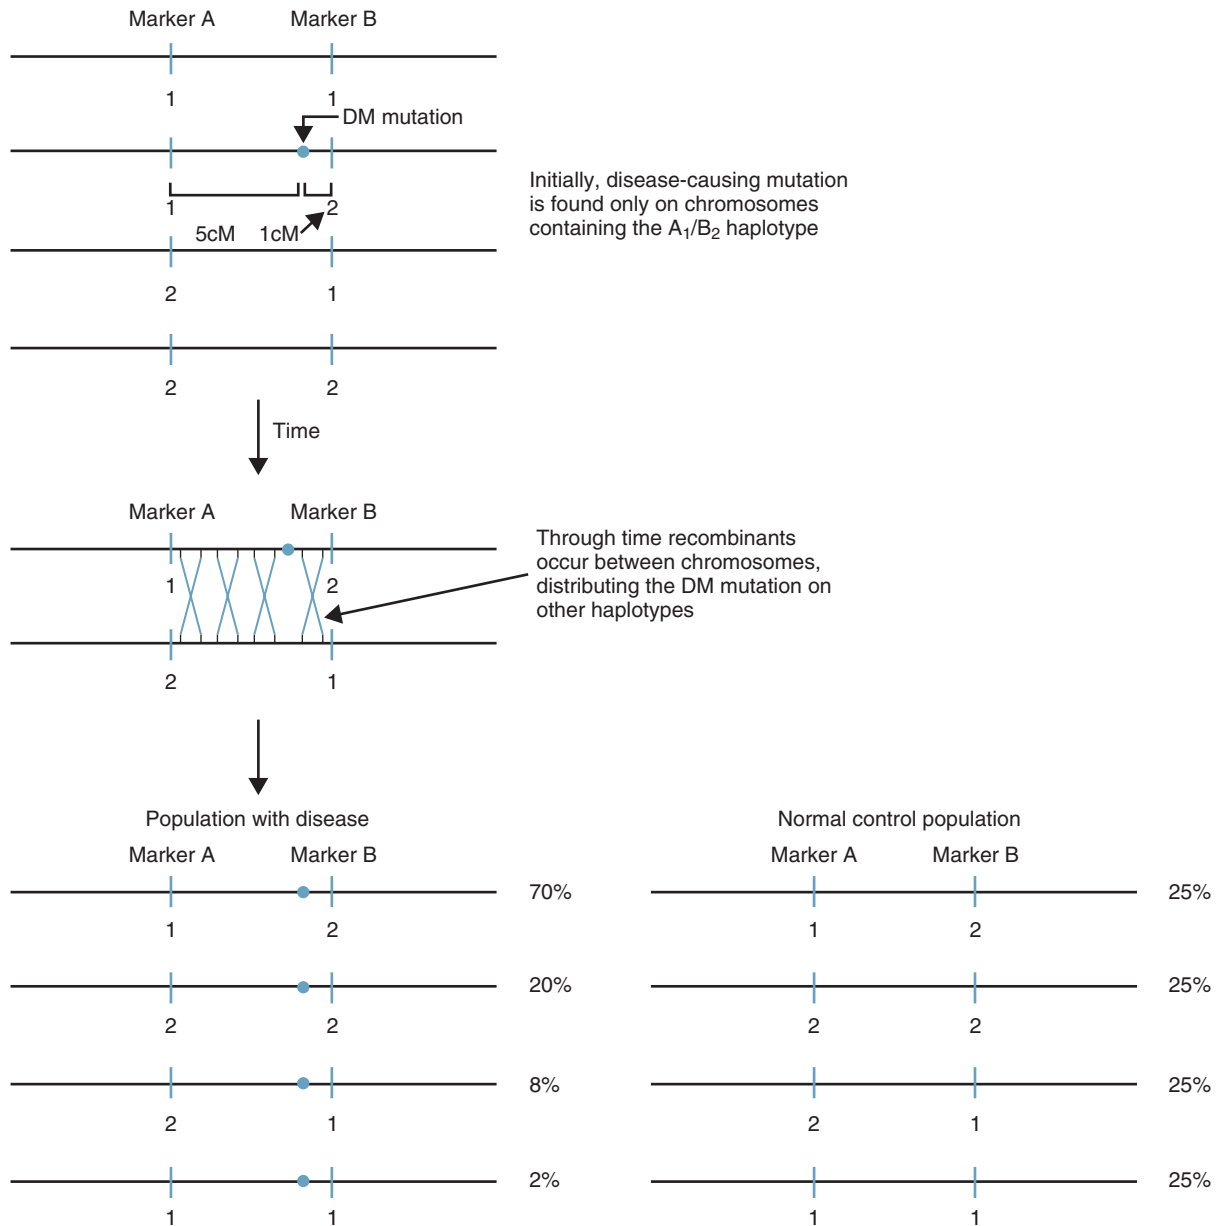 Marker A Marker B
1 1
DM mutation
Initially, disease-causing mutation
is found only on chromosomes
containing the A₁/B₂ haplotype
1 2
5cM 1cM
2 1
2 2
Time
Marker A Marker B
1 2
Through time recombinants
occur between chromosomes,
distributing the DM mutation on
other haplotypes
2 1
Population with disease
Marker A Marker B
70%
1 2
20%
2 2
8%
2 1
2%
1 1
Normal control population
Marker A Marker B
25%
1 2
25%
2 2
25%
2 1
25%
1 1